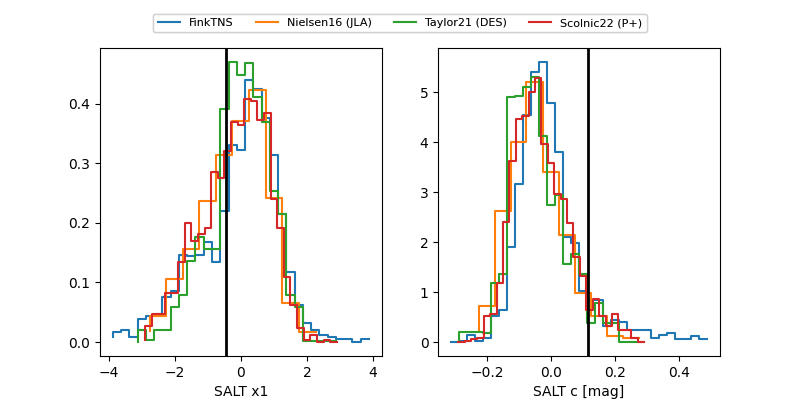 FinkTNS Nielsen16 (JLA) Taylor21 (DES) Scolnic22 (P+)
0.4
0.3
0.2
0.1
0.0
−4 −2 0 2 4
SALT x1
5
4
3
2
1
0
−0.2 0.0 0.2 0.4
SALT c [mag]